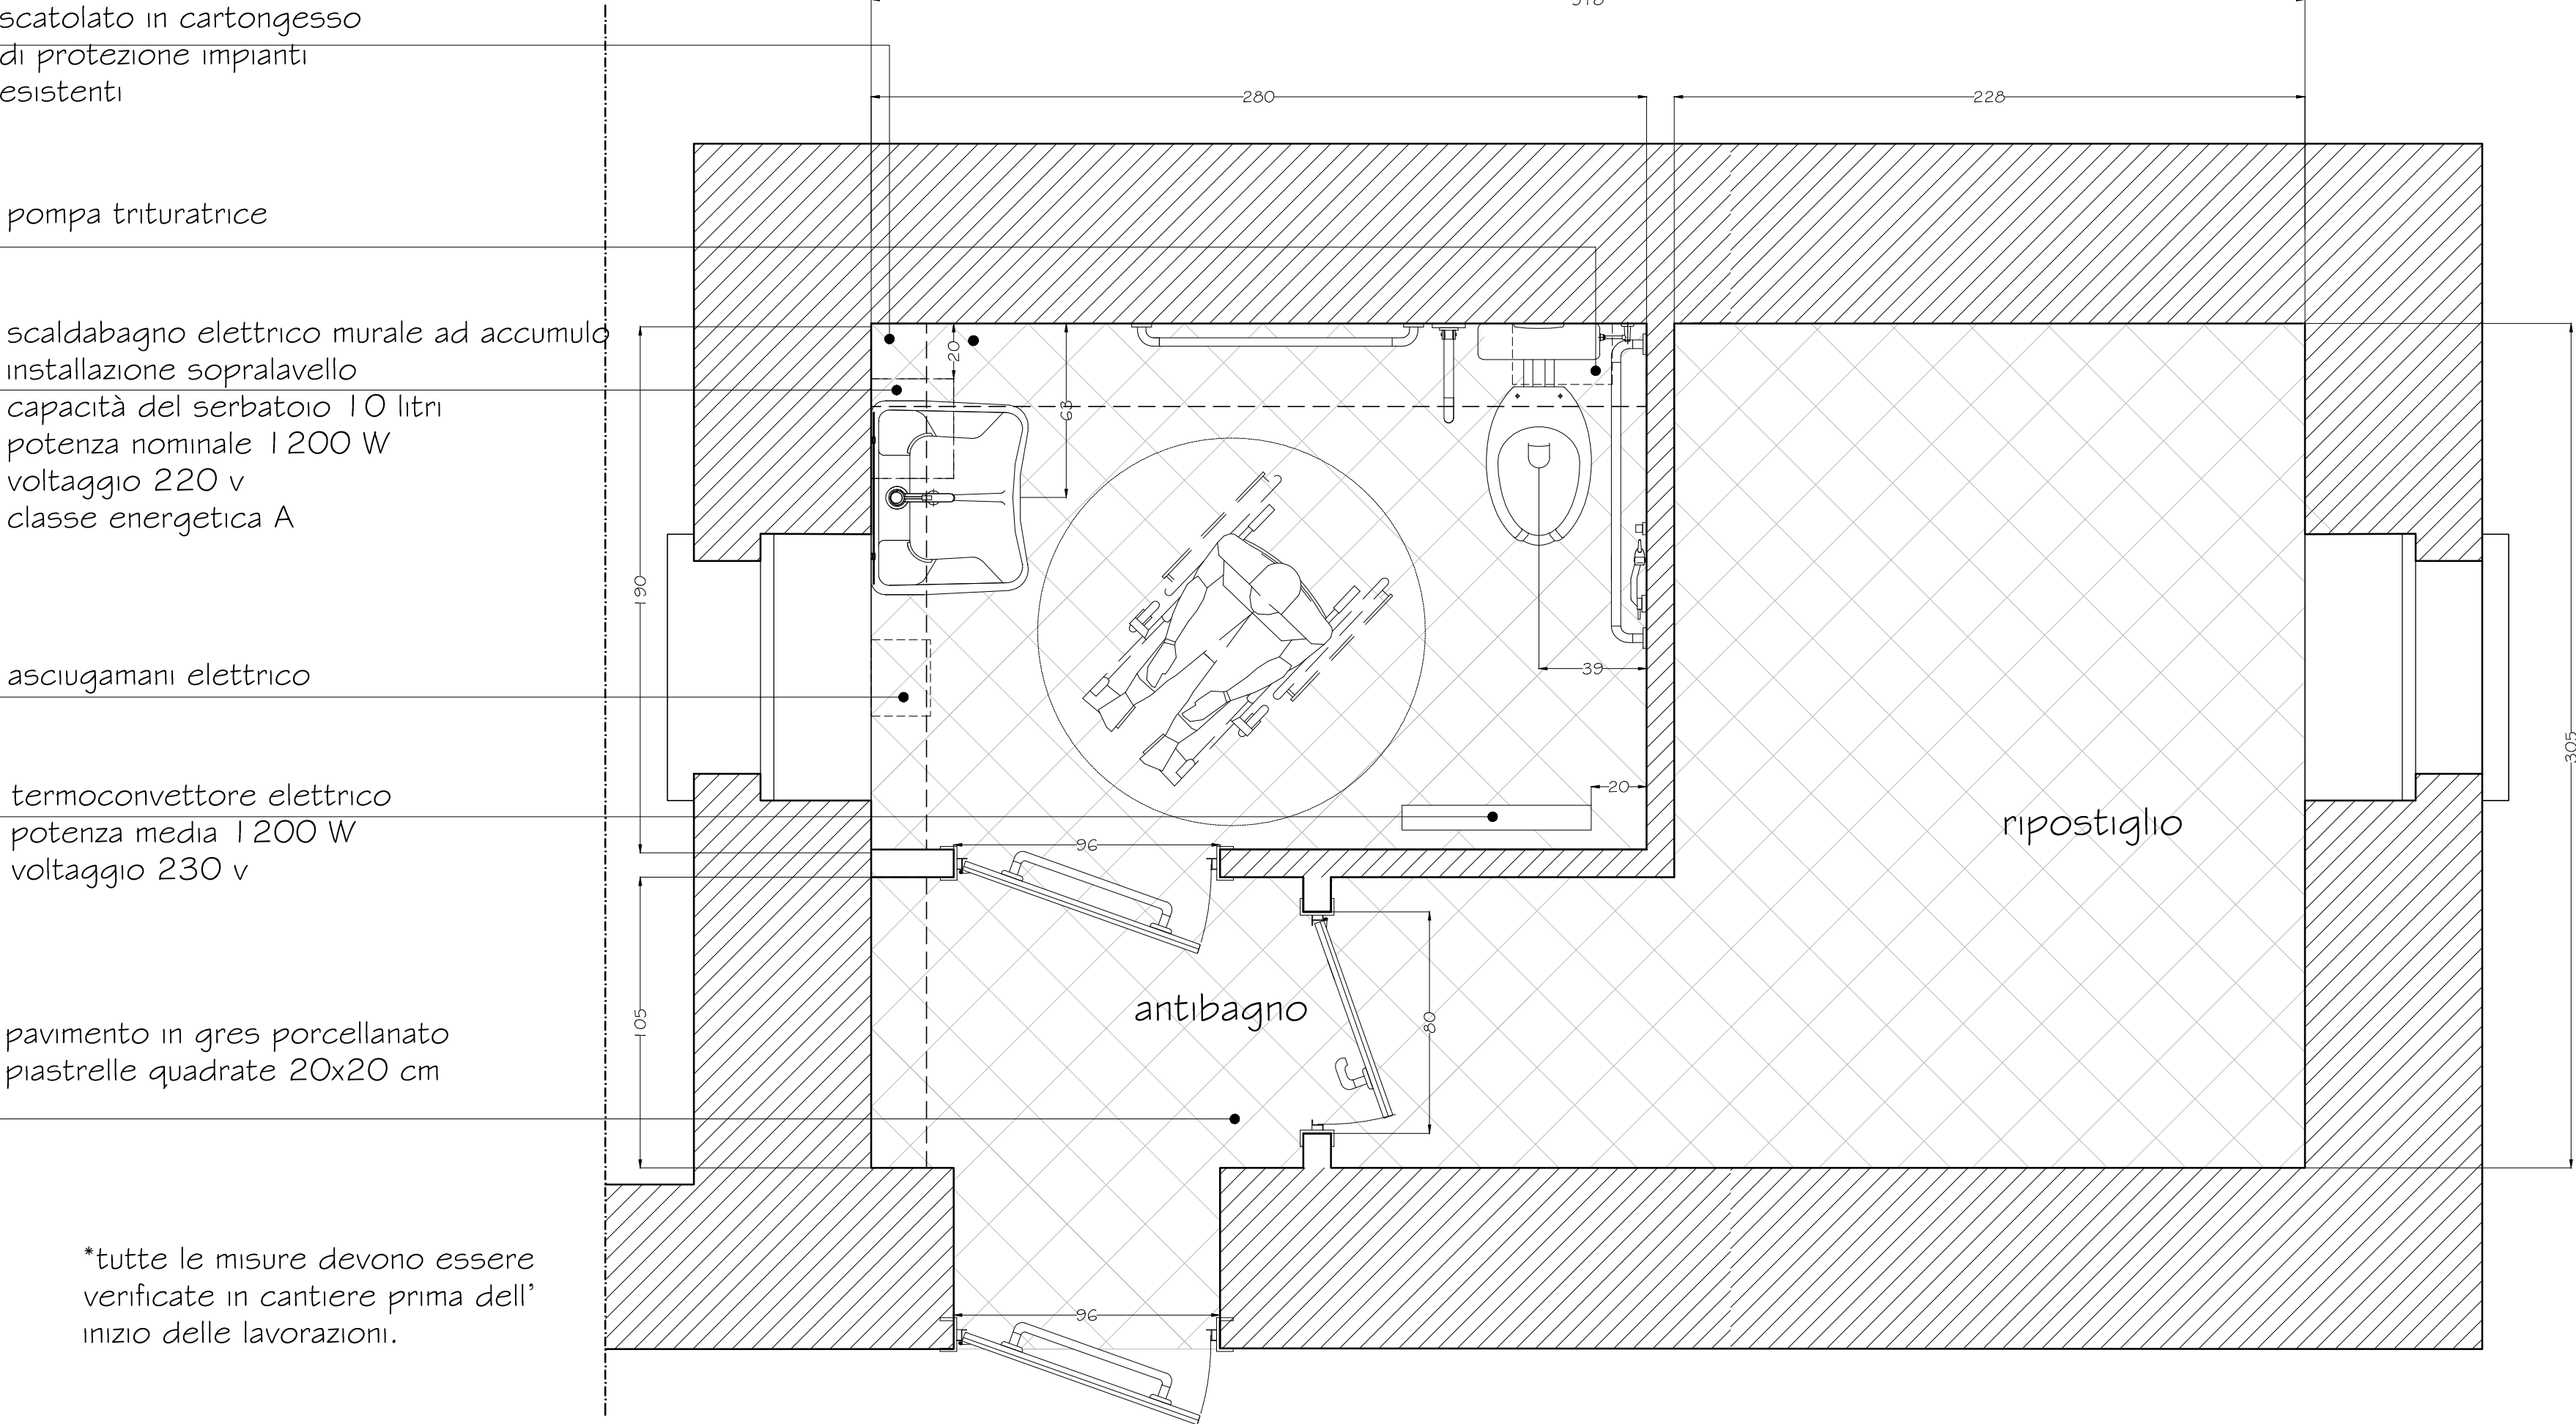 scatolato in cartongesso
di protezione impianti
esistenti
280
228
pompa trituratrice
scaldabagno elettrico murale ad accumulo
installazione sopralavello
capacità del serbatoio 10 litri
potenza nominale 1200 W
voltaggio 220 v
classe energetica A
20
63
190
39
asciugamani elettrico
305
20
termoconvettore elettrico
potenza media 1200 W
voltaggio 230 v
ripostiglio
96
antibagno
105
80
pavimento in gres porcellanato
piastrelle quadrate 20x20 cm
*tutte le misure devono essere
verificate in cantiere prima dell'
inizio delle lavorazioni.
96